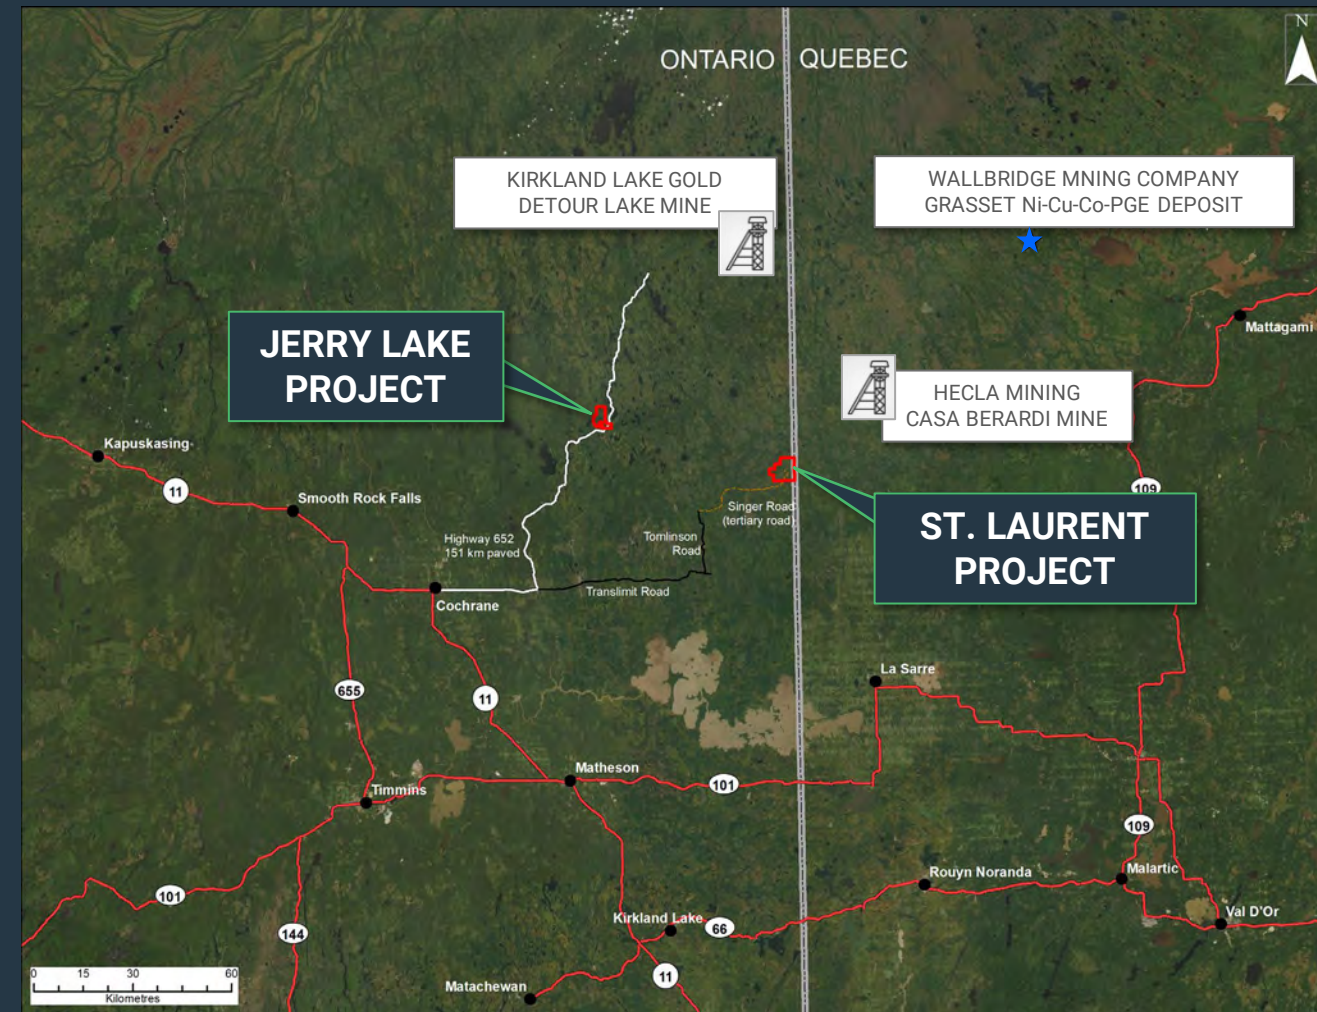 N
ONTARIO QUEBEC
KIRKLAND LAKE GOLD
DETOUR LAKE MINE
WALLBRIDGE MNING COMPANY
GRASSET Ni-Cu-Co-PGE DEPOSIT
Mattagami
JERRY LAKE
PROJECT
HECLA MINING
CASA BERARDI MINE
Kapuskasing
11
Smooth Rock Falls
109
Singer Road
(tertiary road)
ST. LAURENT
PROJECT
Highway 652
151 km paved
Tomlinson
Road
Translimit Road
Cochrane
La Sarre
655
11
Matheson
101
Timmins
109
Rouyn Noranda
Malartic
101
Val D'Or
Kirkland Lake
66
144
11
Matachewan
0 15 30 60
Kilometres